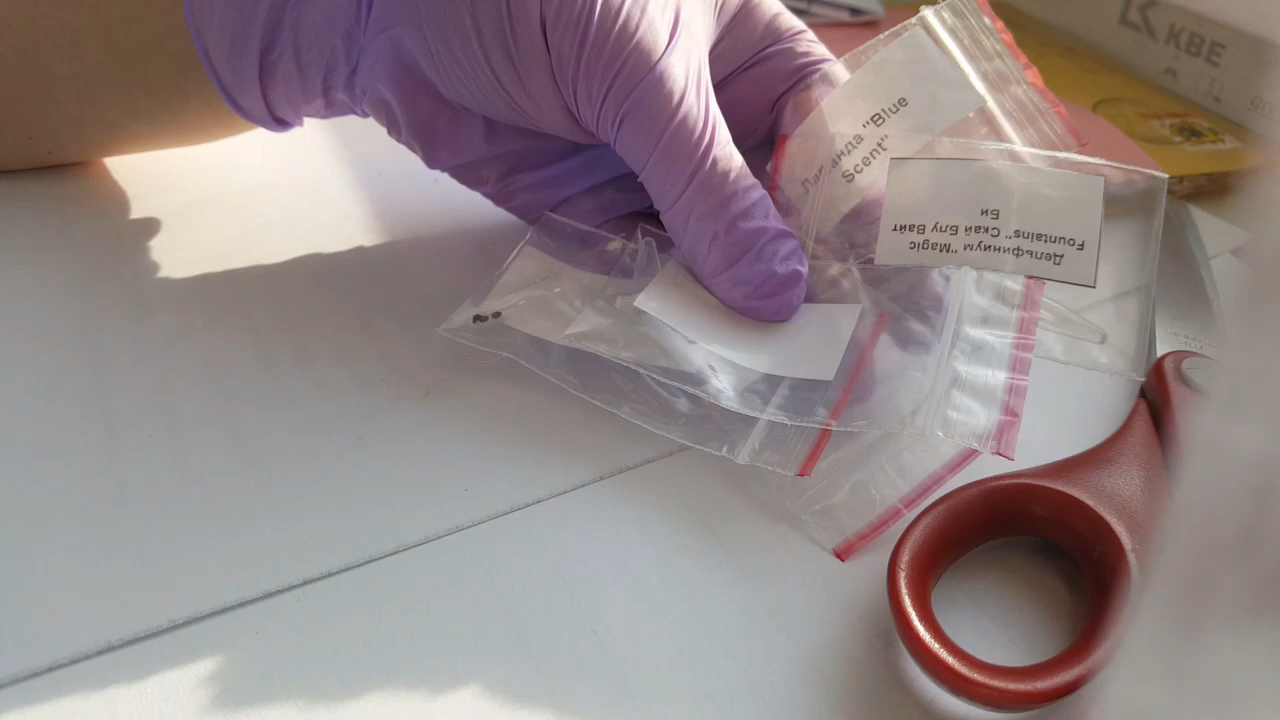 Лаванда "Blue
Scent"
Дельфиниум "Magic
Fountains" Скай Блу Вайт
Би
KBE